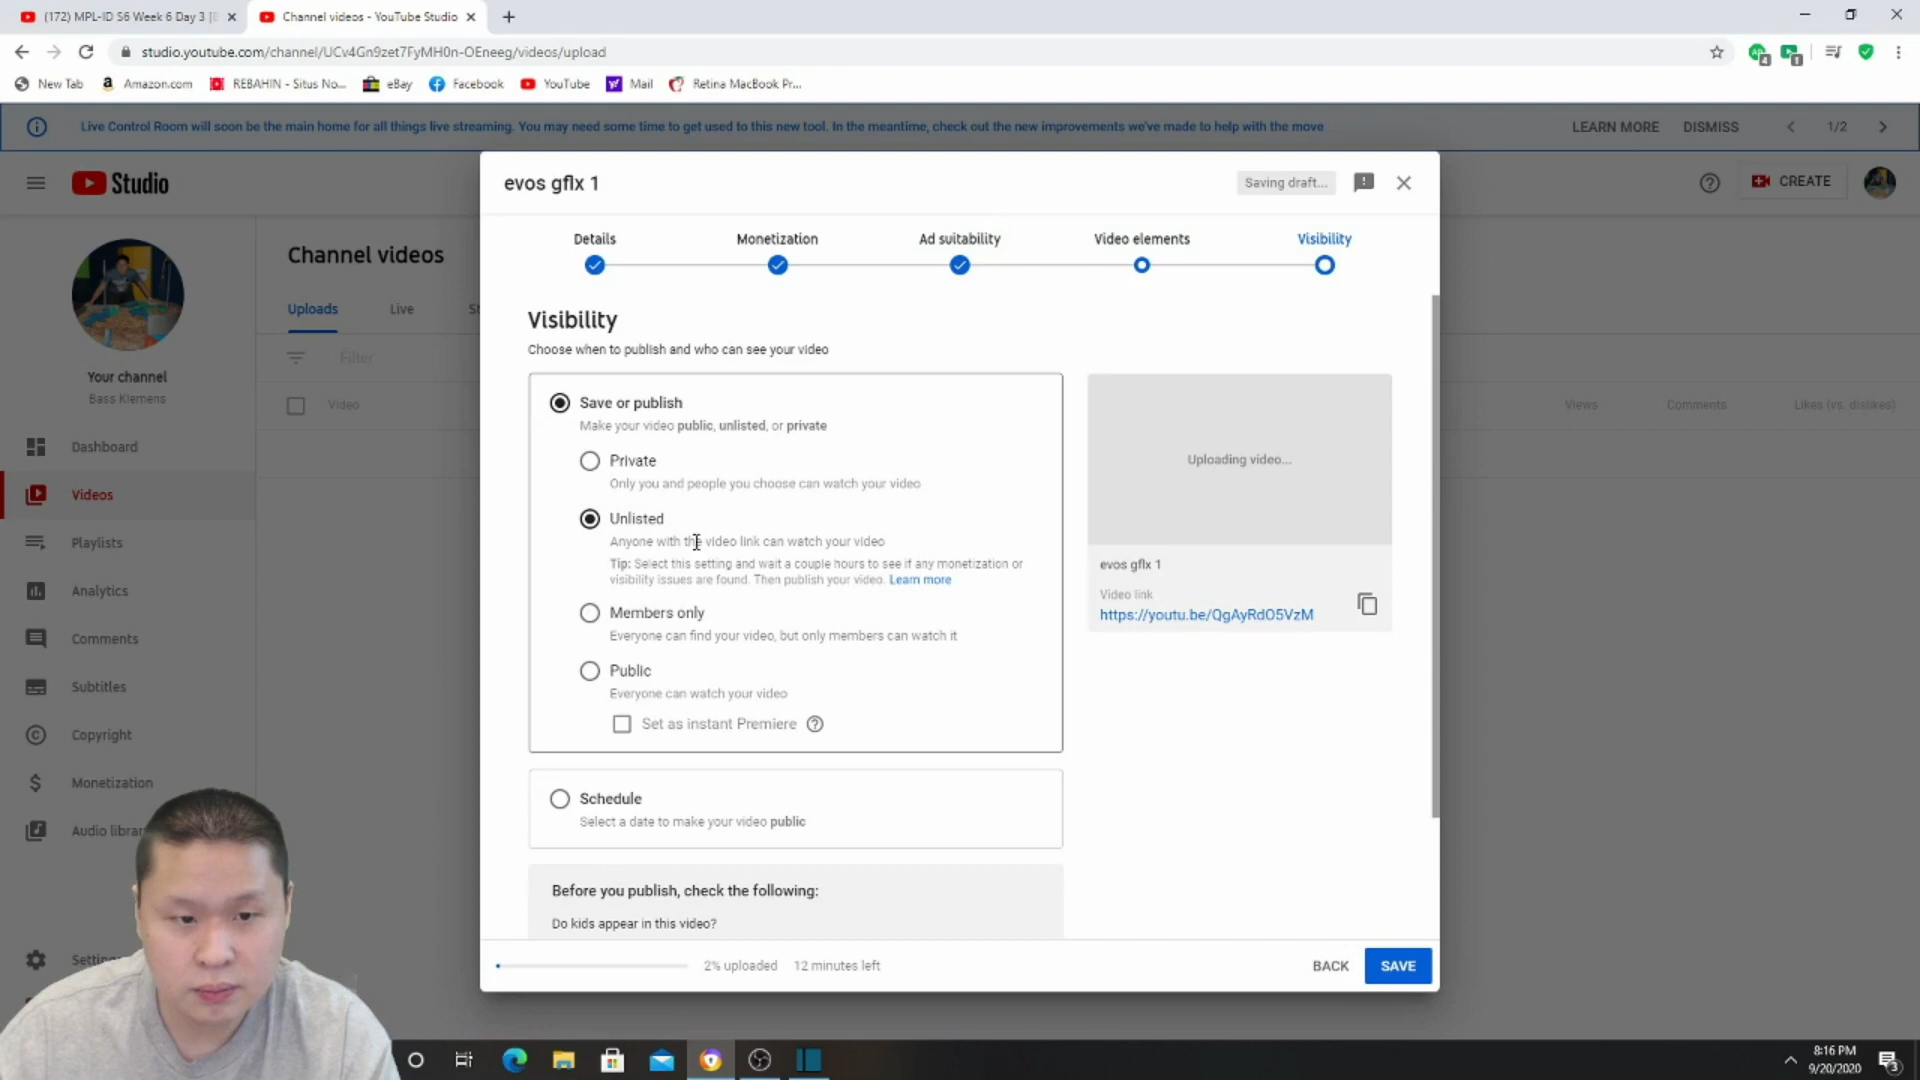 (172) MPL-ID S6 Week 6 Day 3 [
Channel videos - YouTube Studio
studio.youtube.com/channel/UCv4Gn9zet7FyMH0n-OEneeg/videos/upload
New Tab
Amazon.com
REBAHIN - Situs No...
eBay
Facebook
YouTube
Mail
Retina MacBook Pr...
Live Control Room will soon be the main home for all things live streaming. You may need some time to get used to this new tool. In the meantime, check out the new improvements we've made to help with the move
LEARN MORE
DISMISS
1/2
Studio
evos gflx 1
Saving draft...
CREATE
Details
Monetization
Ad suitability
Video elements
Visibility
Channel videos
Uploads
Live
Filter
Your channel
Bass Klemens
Video
Views
Comments
Likes (vs. dislikes)
Visibility
Choose when to publish and who can see your video
Save or publish
Make your video public, unlisted, or private
Private
Only you and people you choose can watch your video
Unlisted
Anyone with the video link can watch your video
Tip: Select this setting and wait a couple hours to see if any monetization or
visibility issues are found. Then publish your video. Learn more
Members only
Everyone can find your video, but only members can watch it
Public
Everyone can watch your video
Set as instant Premiere
Schedule
Select a date to make your video public
Before you publish, check the following:
Do kids appear in this video?
Uploading video...
evos gflx 1
Video link
https://youtu.be/QgAyRdO5VzM
Dashboard
Videos
Playlists
Analytics
Comments
Subtitles
Copyright
Monetization
Audio librar
Settin
2% uploaded
12 minutes left
BACK
SAVE
8:16 PM
9/20/2020